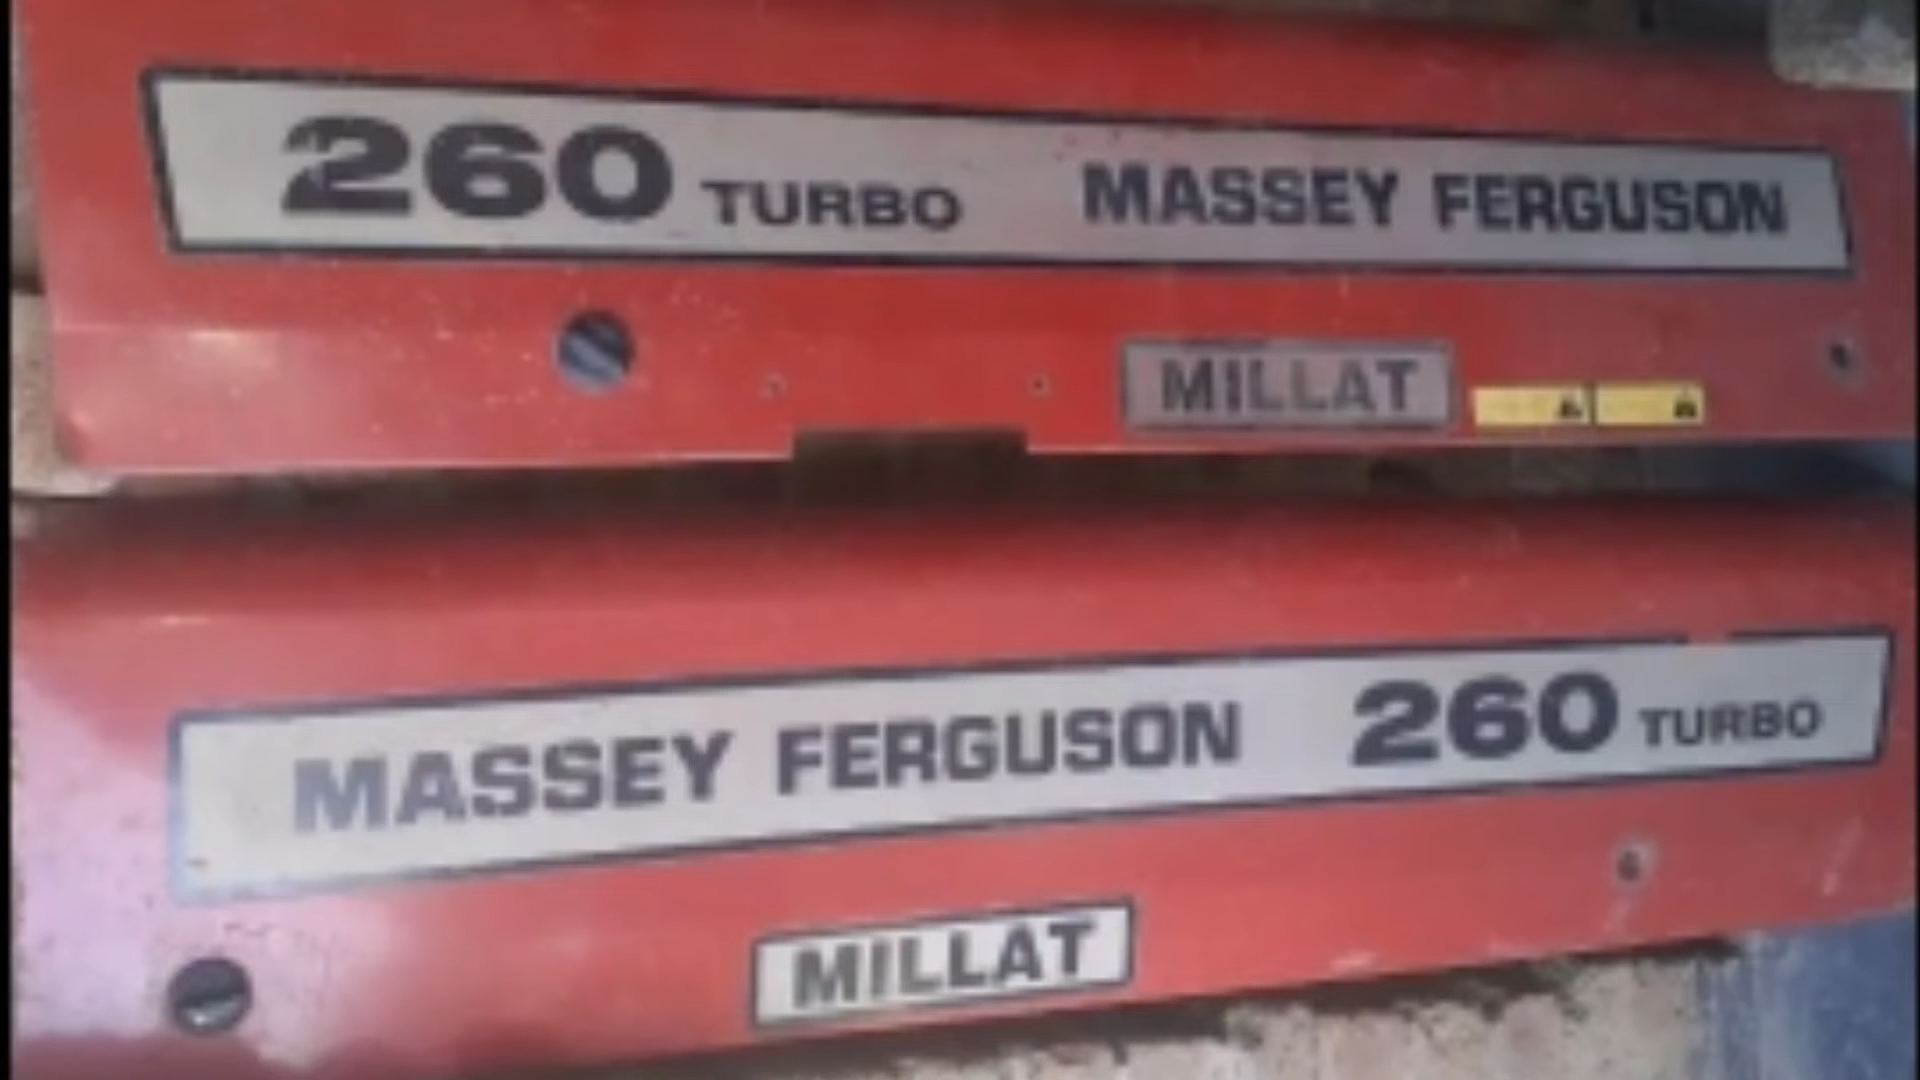 260 TURBO MASSEY FERGUSON
MILLAT
MASSEY FERGUSON 260 TURBO
MILLAT